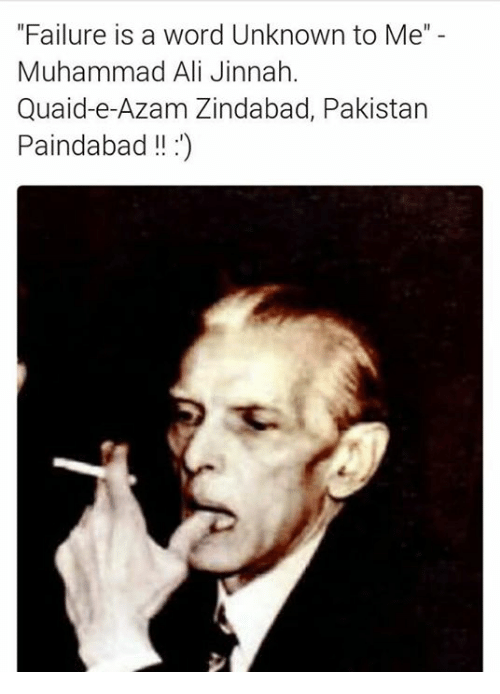 "Failure is a word Unknown to Me" -
Muhammad Ali Jinnah.
Quaid-e-Azam Zindabad, Pakistan
Paindabad !! :')